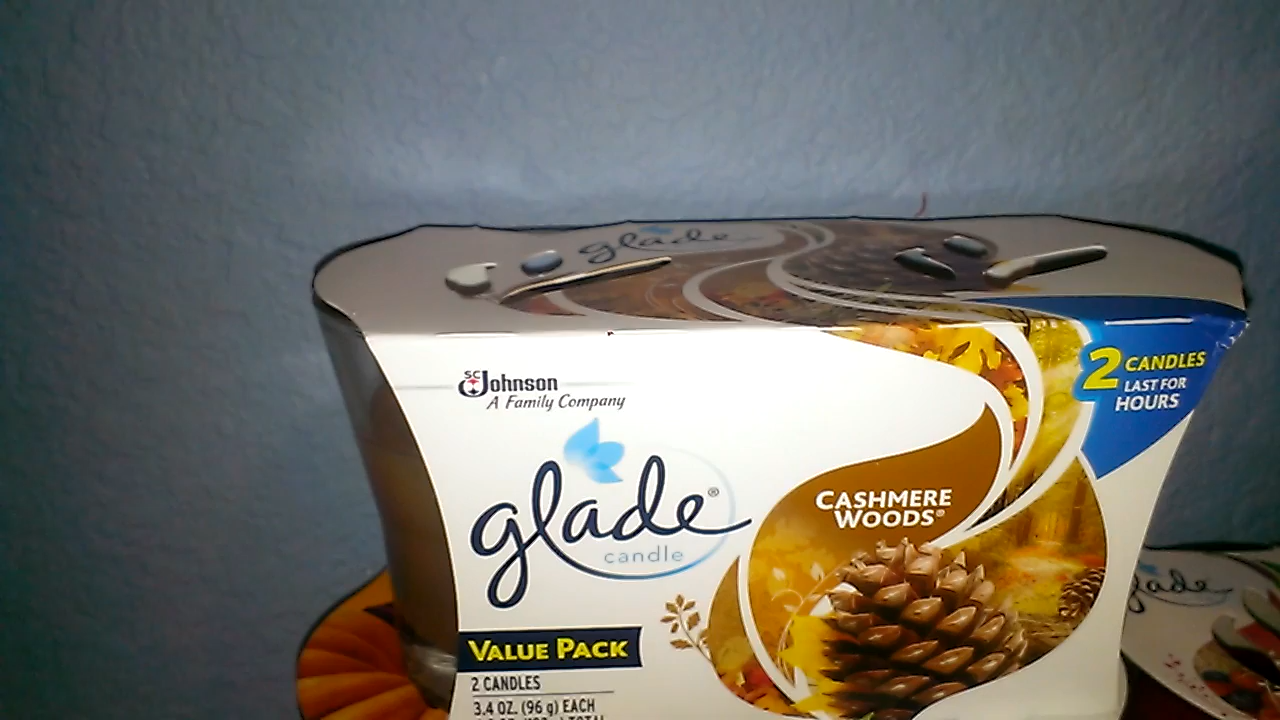 glade
SC Johnson
A Family Company
2 CANDLES
LAST FOR
HOURS
glade®
candle
CASHMERE
WOODS®
VALUE PACK
2 CANDLES
3.4 OZ. (96 g) EACH
glade